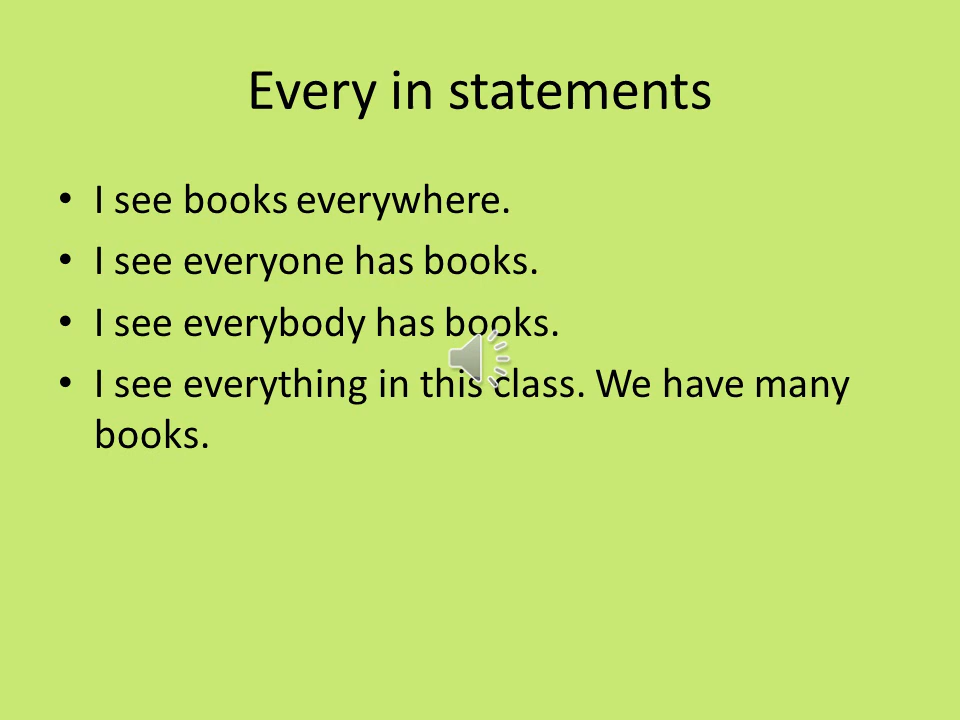 Every in statements
• I see books everywhere.
• I see everyone has books.
• I see everybody has books.
• I see everything in this class. We have many
books.